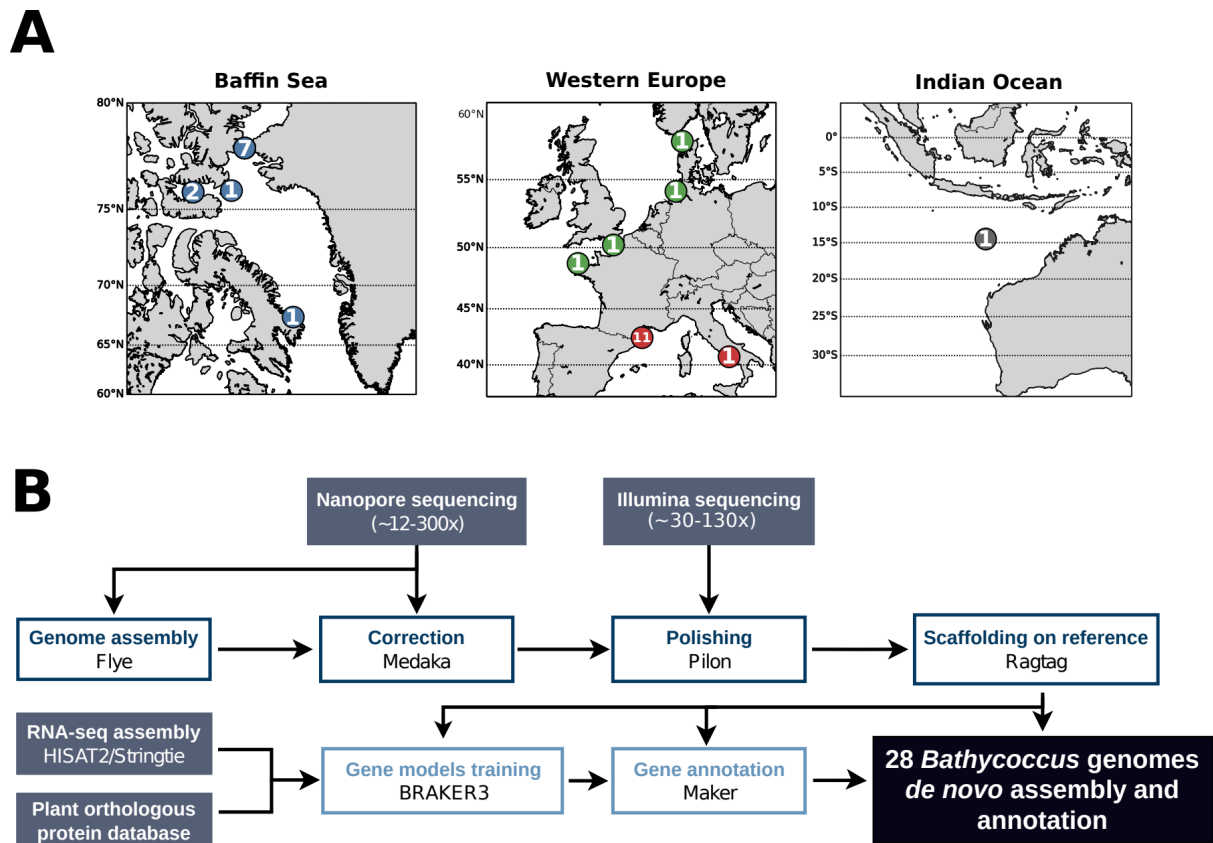 A
Baffin Sea
Western Europe
Indian Ocean
80°N
75°N
70°N
65°N
60°N
7
2
1
1
60°N
55°N
50°N
45°N
40°N
1
1
1
1
11
1
0°
5°S
10°S
15°S
20°S
25°S
30°S
1
B
Nanopore sequencing
(~12-300x)
Illumina sequencing
(~30-130x)
Genome assembly
Flye
Correction
Medaka
Polishing
Pilon
Scaffolding on reference
Ragtag
RNA-seq assembly
HISAT2/Stringtie
Plant orthologous
protein database
Gene models training
BRAKER3
Gene annotation
Maker
28 Bathycoccus genomes
de novo assembly and
annotation